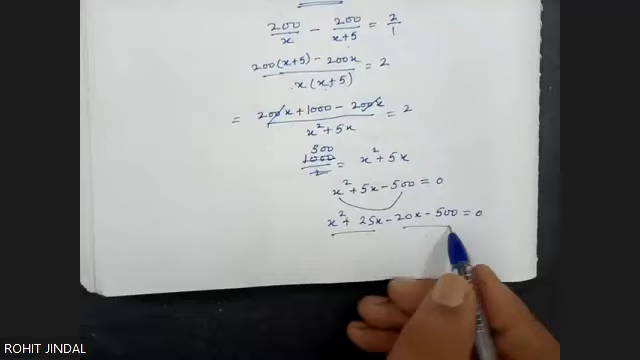 200/x - 200/x+5 = 2/1
200(x+5) - 200x / x(x+5) = 2
= 200x + 1000 - 200x / x² + 5x = 2
500
1000/2 = x² + 5x
x² + 5x - 500 = 0
x² + 25x - 20x - 500 = 0
ROHIT JINDAL